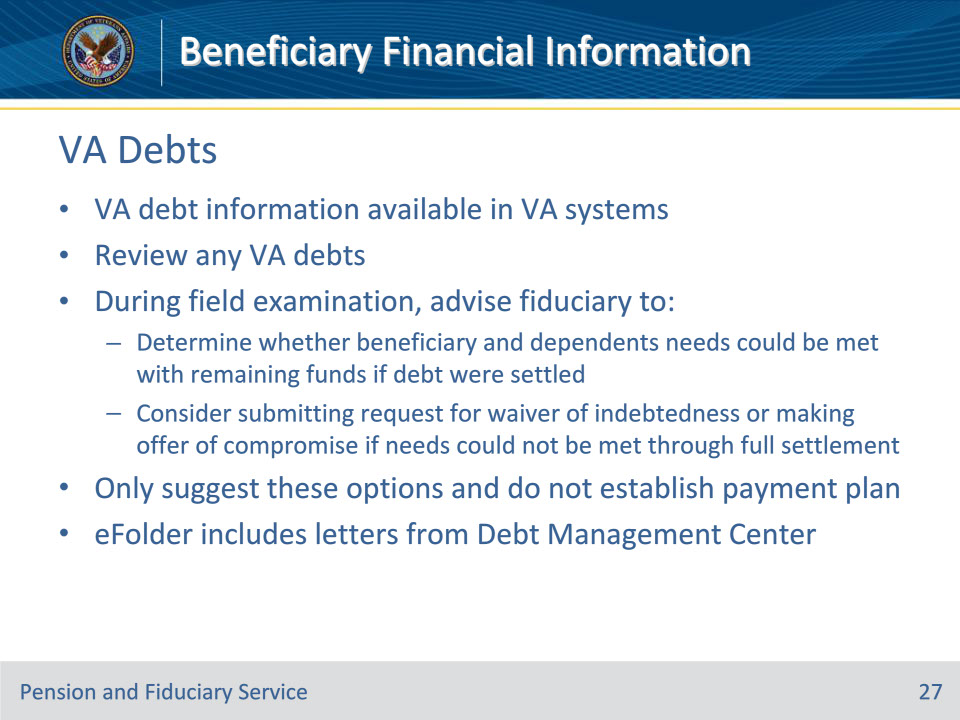 Beneficiary Financial Information
VA Debts
• VA debt information available in VA systems
• Review any VA debts
• During field examination, advise fiduciary to:
– Determine whether beneficiary and dependents needs could be met
with remaining funds if debt were settled
– Consider submitting request for waiver of indebtedness or making
offer of compromise if needs could not be met through full settlement
• Only suggest these options and do not establish payment plan
• eFolder includes letters from Debt Management Center
Pension and Fiduciary Service
27